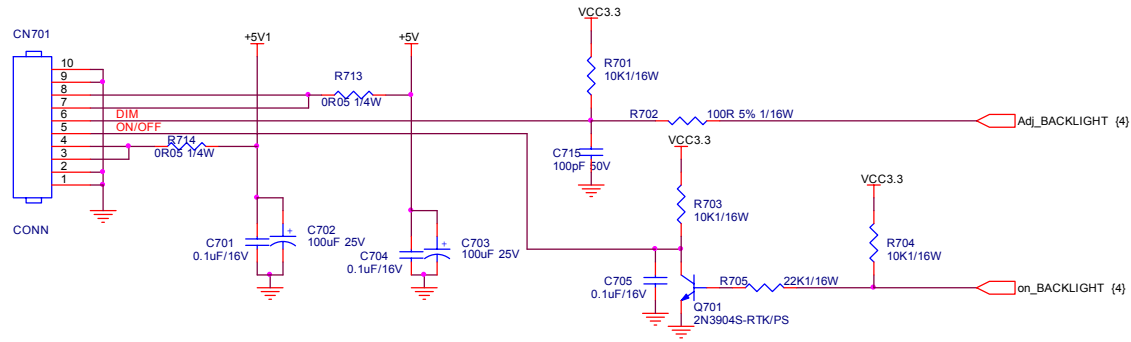 CN701
10
9
8
7
6
5
4
3
2
1
CONN
DIM
ON/OFF
+5V1
R713
0R05 1/4W
+5V
R714
0R05 1/4W
C701
0.1uF/16V
C702
100uF 25V
C704
0.1uF/16V
C703
100uF 25V
VCC3.3
R701
10K1/16W
R702
100R 5% 1/16W
Adj_BACKLIGHT {4}
C715
100pF 50V
VCC3.3
R703
10K1/16W
VCC3.3
R704
10K1/16W
C705
0.1uF/16V
R705
22K1/16W
on_BACKLIGHT {4}
Q701
2N3904S-RTK/PS